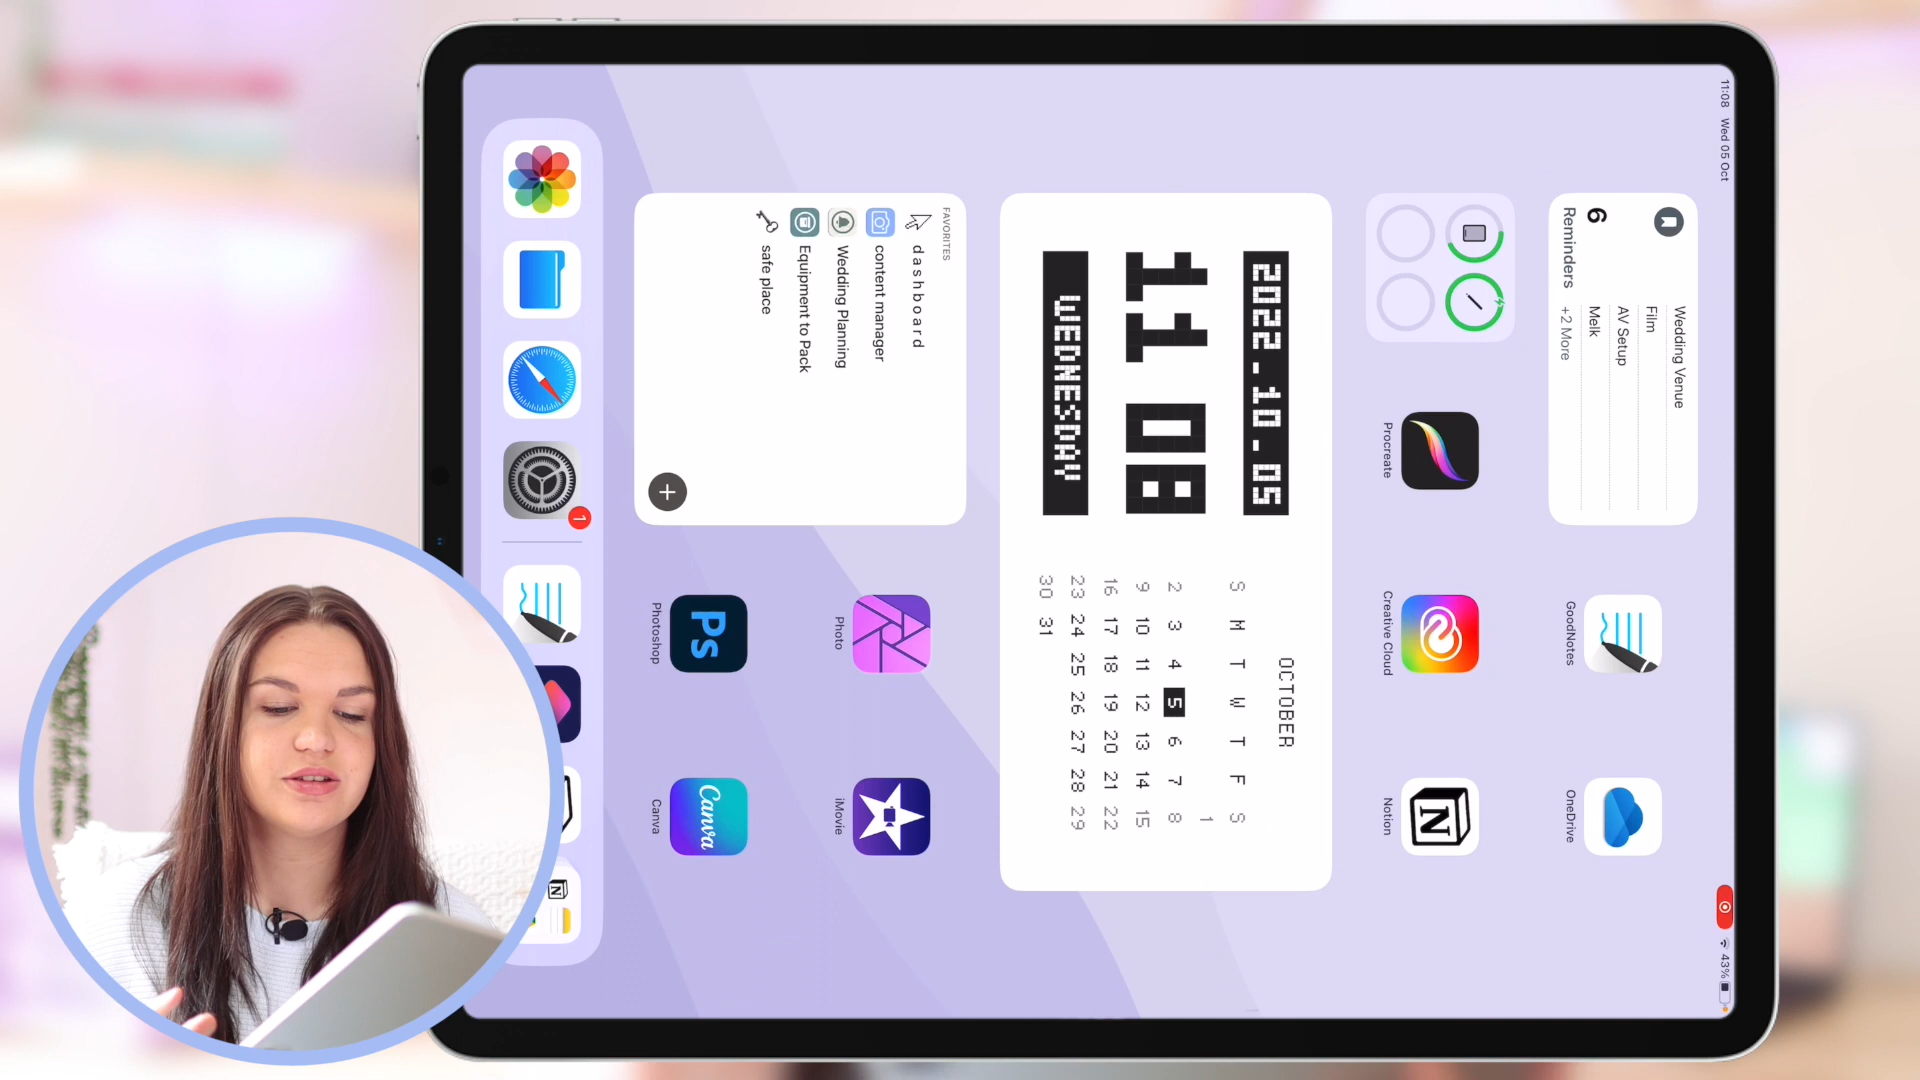 11:08 Wed 05 Oct
43%
6
Reminders
Wedding Venue
Film
AV Setup
Melk
+2 More
GoodNotes
OneDrive
Procreate
Creative Cloud
N
Notion
2022.10.05
11 08
WEDNESDAY
OCTOBER
S M T W T F S
1
2 3 4 5 6 7 8
9 10 11 12 13 14 15
16 17 18 19 20 21 22
23 24 25 26 27 28 29
30 31
FAVORITES
dashboard
content manager
Wedding Planning
Equipment to Pack
safe place
+
Photo
iMovie
Ps
Photoshop
Canva
Canva
1
N